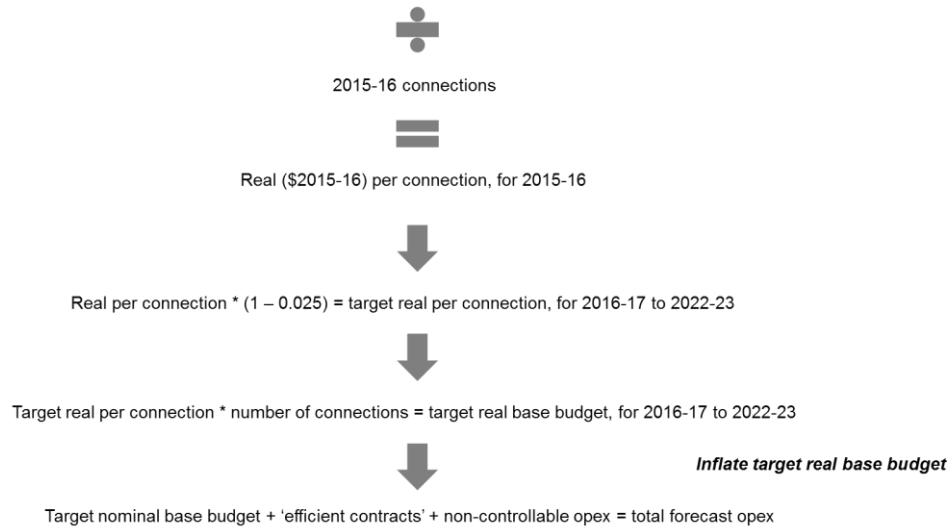 2015-16 connections
Real ($2015-16) per connection, for 2015-16
Real per connection * (1 – 0.025) = target real per connection, for 2016-17 to 2022-23
Target real per connection * number of connections = target real base budget, for 2016-17 to 2022-23
Inflate target real base budget
Target nominal base budget + ‘efficient contracts’ + non-controllable opex = total forecast opex